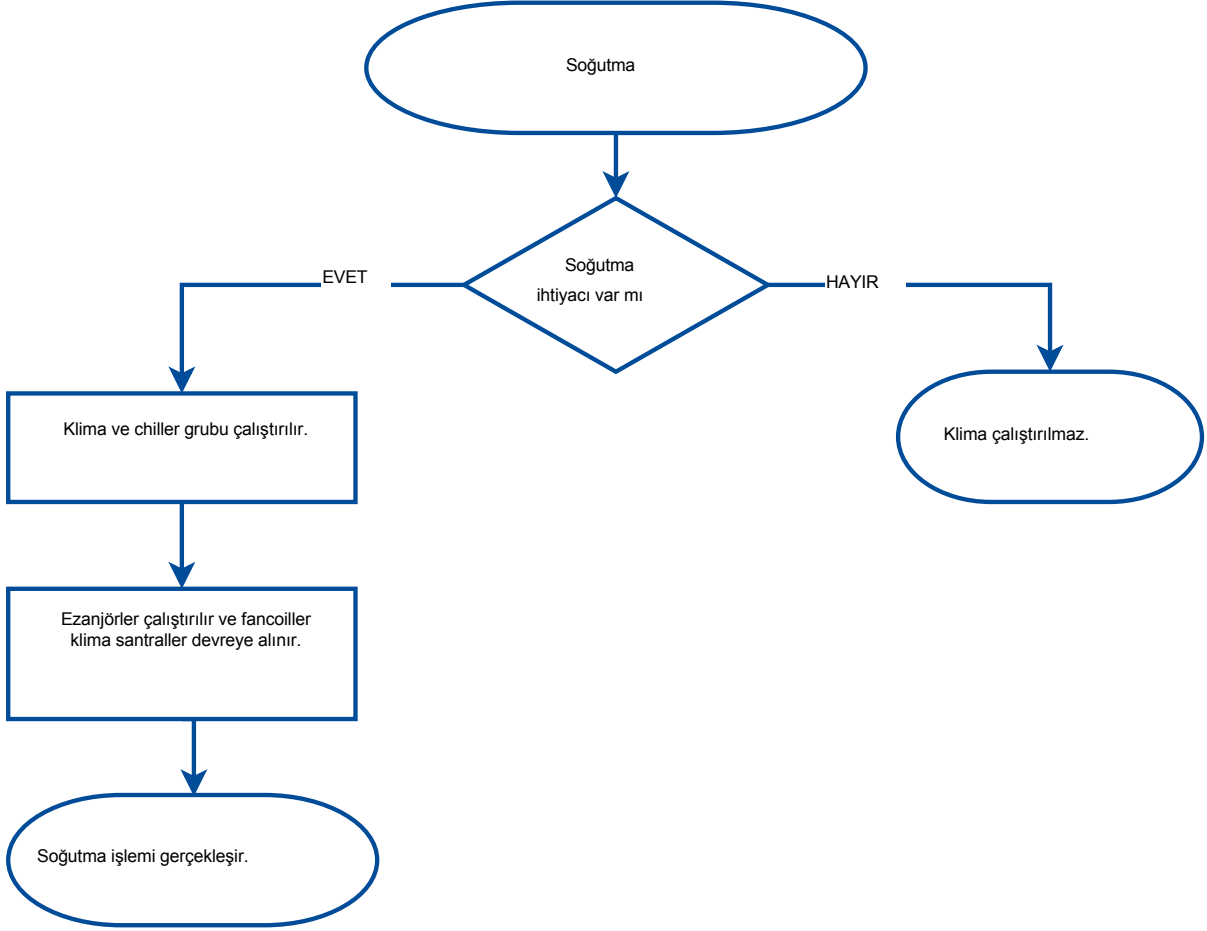 Soğutma
Soğutma
ihtiyacı var mı
EVET
HAYIR
Klima ve chiller grubu çalıştırılır.
Klima çalıştırılmaz.
Ezanjörler çalıştırılır ve fancoiller
klima santraller devreye alınır.
Soğutma işlemi gerçekleşir.